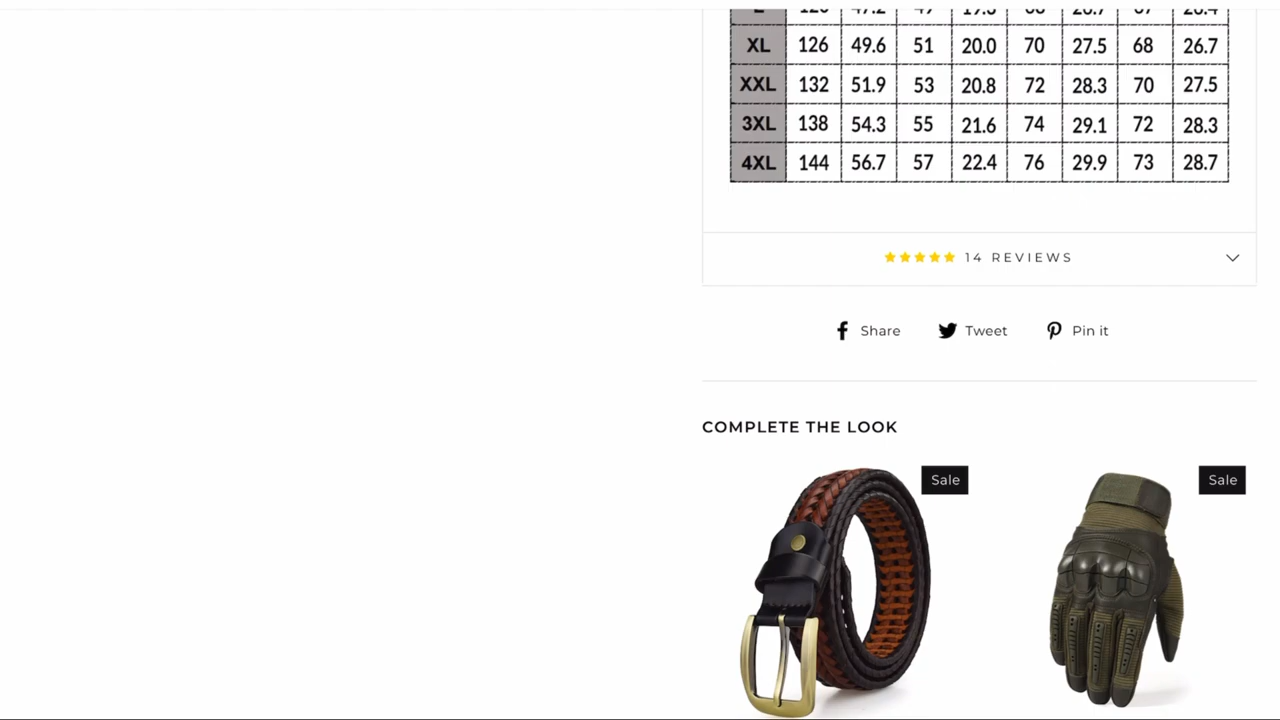 XL 126 49.6 51 20.0 70 27.5 68 26.7
XXL 132 51.9 53 20.8 72 28.3 70 27.5
3XL 138 54.3 55 21.6 74 29.1 72 28.3
4XL 144 56.7 57 22.4 76 29.9 73 28.7
14 REVIEWS
Share Tweet Pin it
COMPLETE THE LOOK
Sale Sale